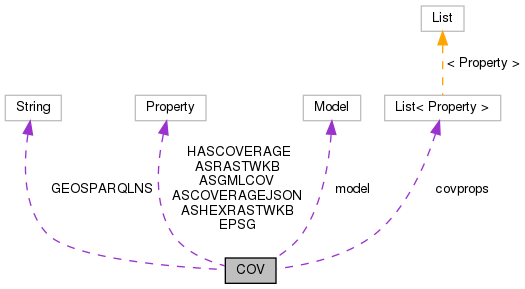 List
< Property >
String
Property
Model
List< Property >
HASCOVERAGE
ASRASTWKB
ASGMLCOV
ASCOVERAGEJSON
ASHEXRASTWKB
EPSG
GEOSPARQLNS
model
covprops
COV